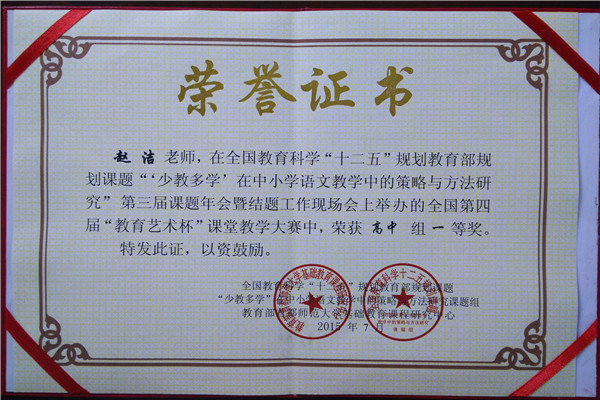 荣誉证书
赵洁 老师，在全国教育科学“十二五”规划教育部规
划课题“‘少教多学’在中小学语文教学中的策略与方法研
究”第三届课题年会暨结题工作现场会上举办的全国第四
届“教育艺术杯”课堂教学大赛中，荣获 高中 组 一 等奖。
特发此证，以资鼓励。
全国教育科学“十二五”规划教育部规划课题
“少教多学”在中小学语文教学中的策略与方法研究课题组
教育部首都师范大学基础教育课程研究中心
2015年7月